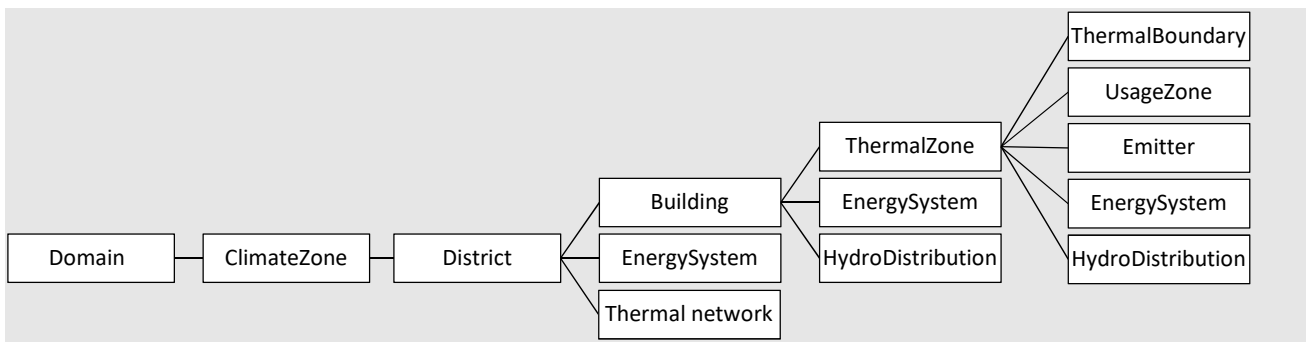 Domain
ClimateZone
District
Building
EnergySystem
Thermal network
ThermalZone
EnergySystem
HydroDistribution
ThermalBoundary
UsageZone
Emitter
EnergySystem
HydroDistribution